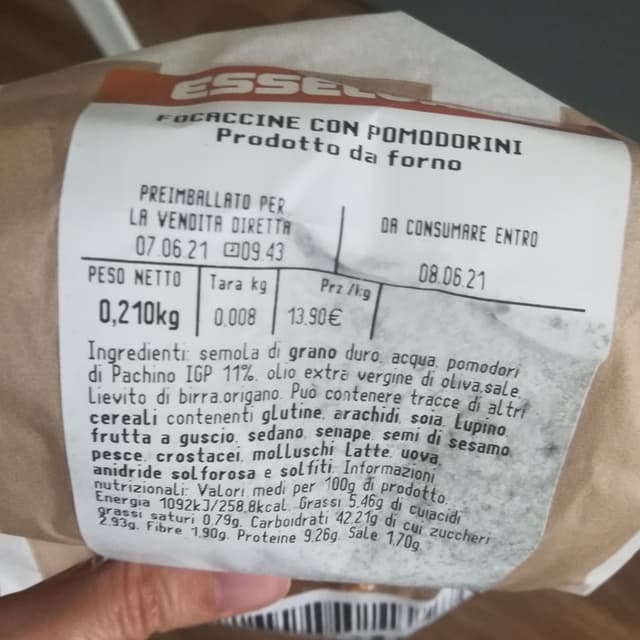 FOCACCINE CON POMODORINI
Prodotto da forno
PREIMBALLATO PER
LA VENDITA DIRETTA
07.06.21 09.43
DA CONSUMARE ENTRO
08.06.21
PESO NETTO
0,210kg
Tara kg
0.008
Prz/kg
13.90€
Ingredienti: semola di grano duro, acqua, pomodori
di Pachino IGP 11%, olio extra vergine di oliva, sale,
Lievito di birra, origano. Può contenere tracce di altri
cereali contenenti glutine, arachidi, soia, Lupino,
frutta a guscio, sedano, senape, semi di sesamo,
pesce, crostacei, molluschi Latte, uova,
anidride solforosa e solfiti. Informazioni
nutrizionali: Valori medi per 100g di prodotto.
Energia 1092kJ/258.8kcal. Grassi 5.46g di cuiacidi
grassi saturi 0.79g. Carboidrati 42.21g di cui zuccheri
2.93g. Fibre 1.90g. Proteine 9.26g. Sale 1.70g